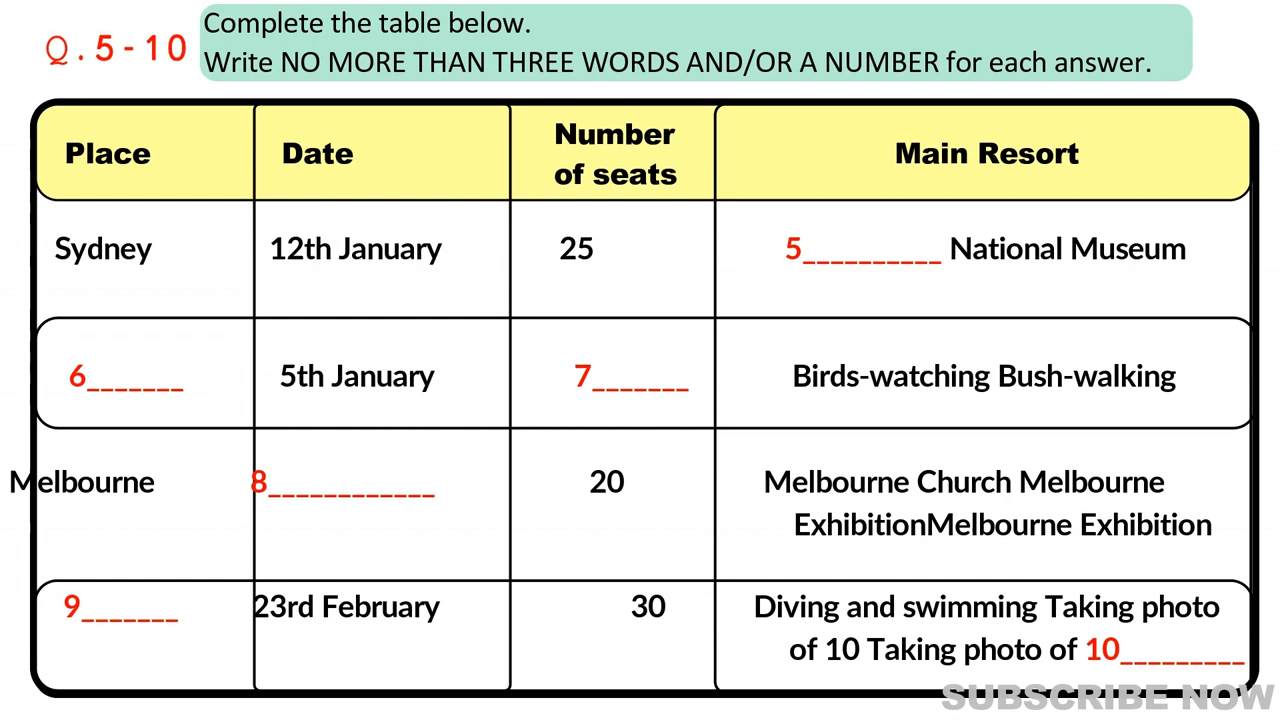 Q.5-10
Complete the table below.
Write NO MORE THAN THREE WORDS AND/OR A NUMBER for each answer.
Place Date Number of seats Main Resort
Sydney 12th January 25 5__________ National Museum
6_______ 5th January 7_______ Birds-watching Bush-walking
Melbourne 8____________ 20 Melbourne Church Melbourne
ExhibitionMelbourne Exhibition
9_______ 23rd February 30 Diving and swimming Taking photo
of 10 Taking photo of 10_________
SUBSCRIBE NOW